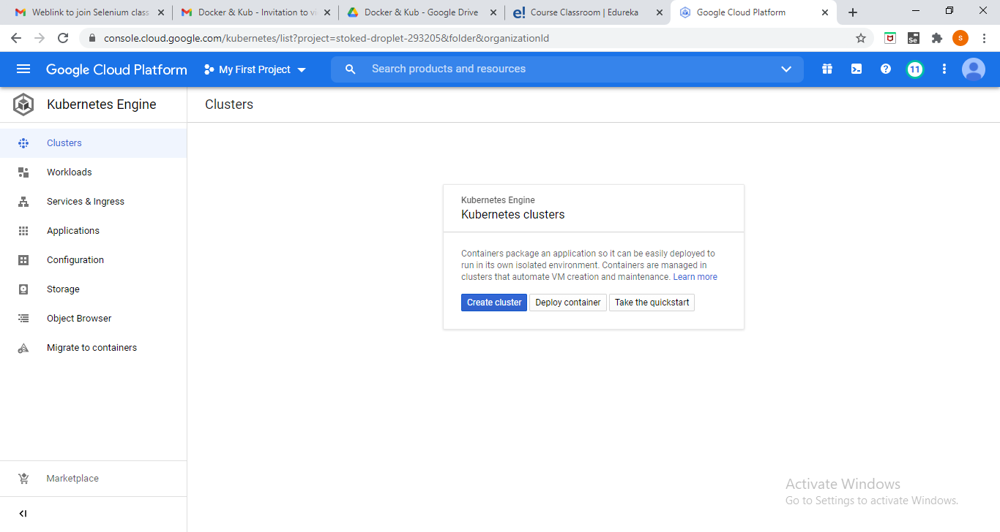 Weblink to join Selenium class
Docker & Kub - Invitation to vi
Docker & Kub - Google Drive
e! Course Classroom | Edureka
Google Cloud Platform
console.cloud.google.com/kubernetes/list?project=stoked-droplet-293205&folder&organizationId
Se
S
Google Cloud Platform
My First Project
Search products and resources
11
Kubernetes Engine
Clusters
Clusters
Workloads
Services & Ingress
Applications
Configuration
Storage
Object Browser
Migrate to containers
Kubernetes Engine
Kubernetes clusters
Containers package an application so it can be easily deployed to
run in its own isolated environment. Containers are managed in
clusters that automate VM creation and maintenance. Learn more
Create cluster
Deploy container
Take the quickstart
Marketplace
Activate Windows
Go to Settings to activate Windows.